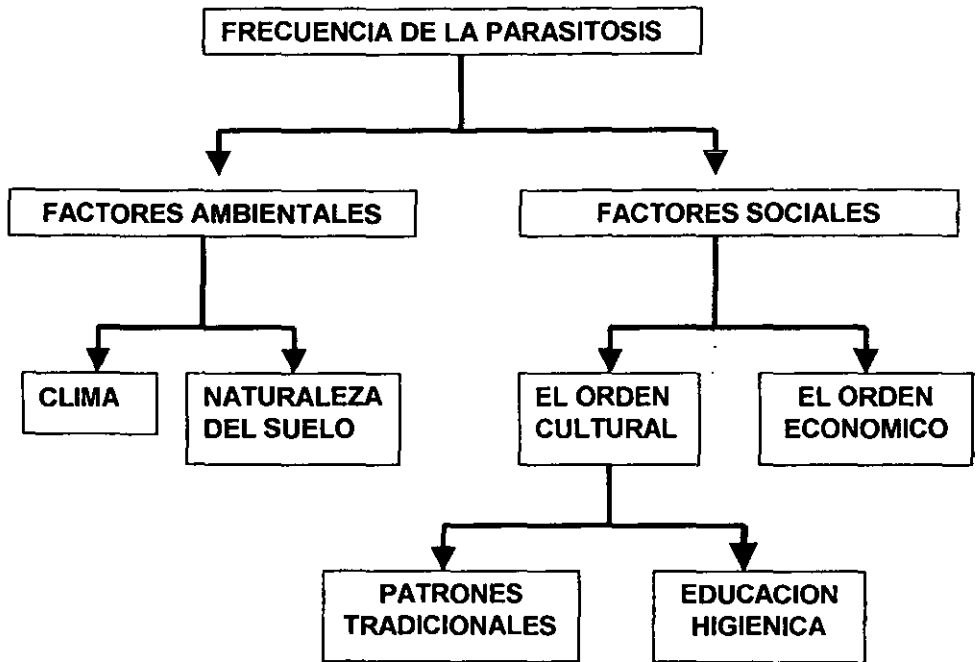 FRECUENCIA DE LA PARASITOSIS
FACTORES AMBIENTALES
FACTORES SOCIALES
CLIMA
NATURALEZA
DEL SUELO
EL ORDEN
CULTURAL
EL ORDEN
ECONOMICO
PATRONES
TRADICIONALES
EDUCACION
HIGIENICA